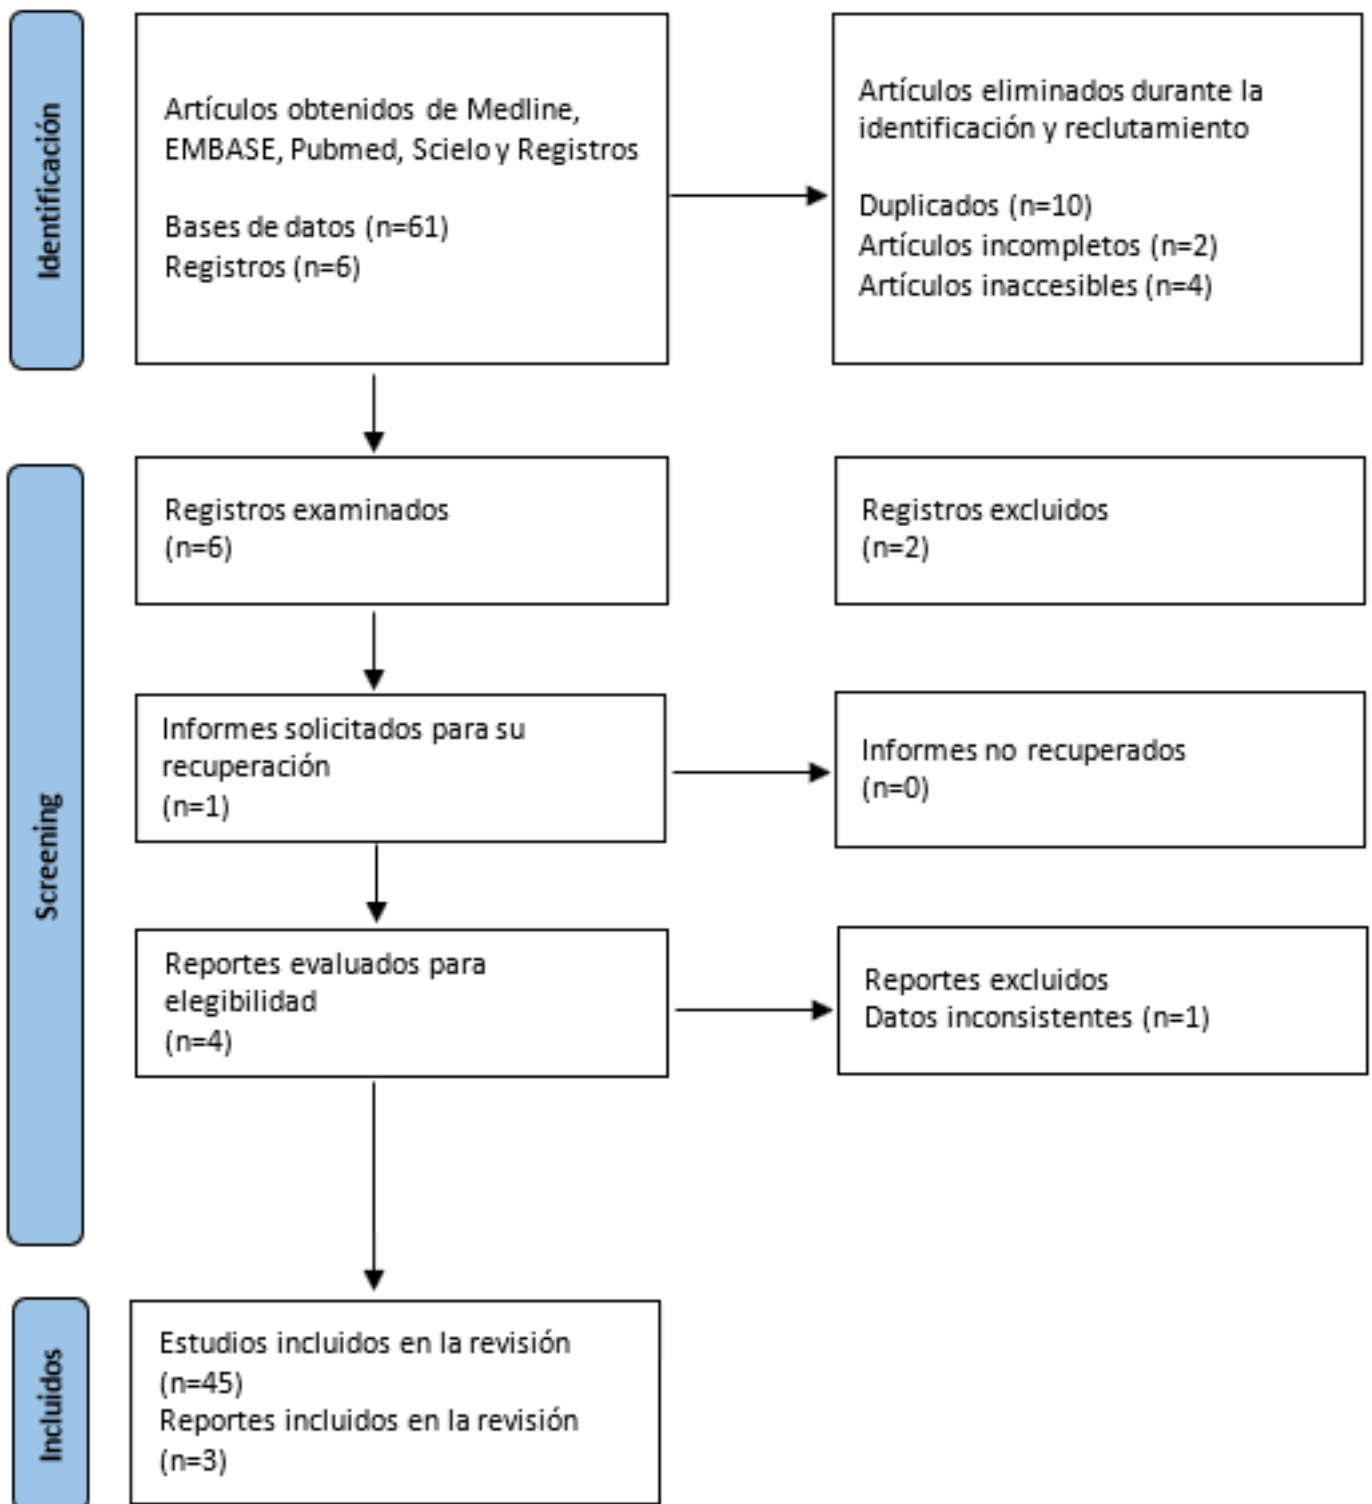 Identificación
Artículos obtenidos de Medline,
EMBASE, Pubmed, Scielo y Registros
Bases de datos (n=61)
Registros (n=6)
Artículos eliminados durante la
identificación y reclutamiento
Duplicados (n=10)
Artículos incompletos (n=2)
Artículos inaccesibles (n=4)
Screening
Registros examinados
(n=6)
Registros excluidos
(n=2)
Informes solicitados para su
recuperación
(n=1)
Informes no recuperados
(n=0)
Reportes evaluados para
elegibilidad
(n=4)
Reportes excluidos
Datos inconsistentes (n=1)
Incluidos
Estudios incluidos en la revisión
(n=45)
Reportes incluidos en la revisión
(n=3)